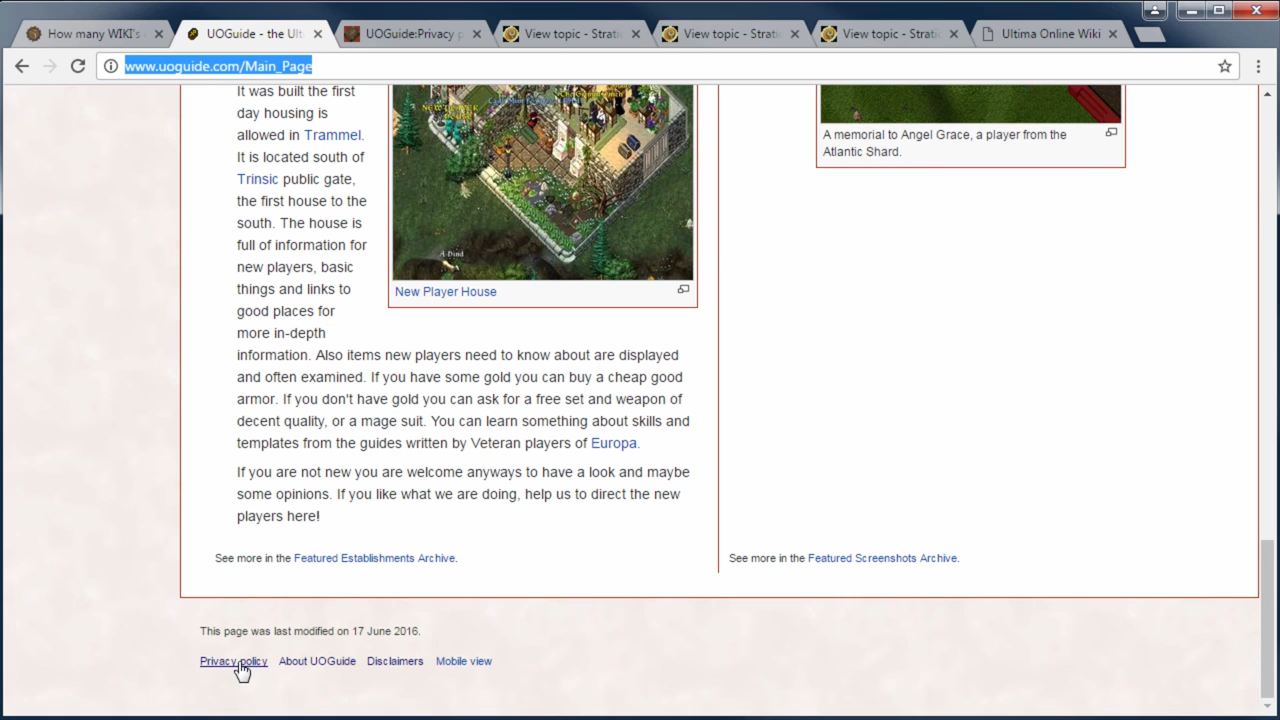 How many WIKI's
UOGuide - the Ult
UOGuide:Privacy p
View topic - Strati
View topic - Strati
View topic - Strati
Ultima Online Wiki
www.uoguide.com/Main_Page
It was built the first
day housing is
allowed in Trammel.
It is located south of
Trinsic public gate,
the first house to the
south. The house is
full of information for
new players, basic
things and links to
good places for
more in-depth
information. Also items new players need to know about are displayed
and often examined. If you have some gold you can buy a cheap good
armor. If you don't have gold you can ask for a free set and weapon of
decent quality, or a mage suit. You can learn something about skills and
templates from the guides written by Veteran players of Europa.
If you are not new you are welcome anyways to have a look and maybe
some opinions. If you like what we are doing, help us to direct the new
players here!
See more in the Featured Establishments Archive.
New Player House
A memorial to Angel Grace, a player from the
Atlantic Shard.
See more in the Featured Screenshots Archive.
This page was last modified on 17 June 2016.
Privacy policy About UOGuide Disclaimers Mobile view